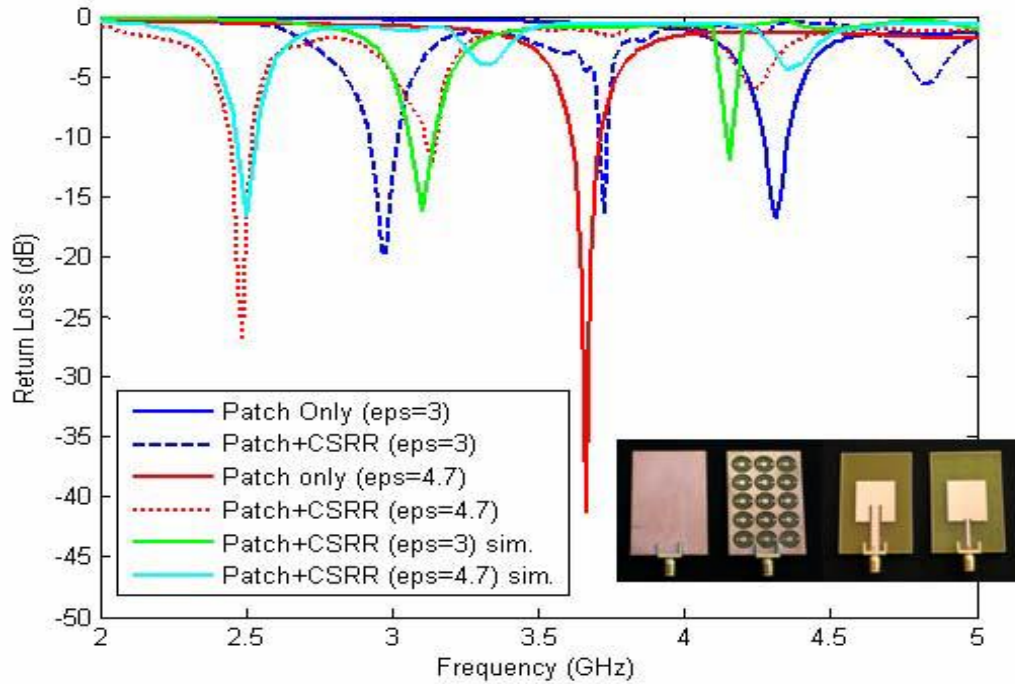 0
-5
-10
-15
-20
-25
-30
-35
-40
-45
-50
Return Loss (dB)
Patch Only (eps=3)
Patch+CSRR (eps=3)
Patch only (eps=4.7)
Patch+CSRR (eps=4.7)
Patch+CSRR (eps=3) sim.
Patch+CSRR (eps=4.7) sim.
2 2.5 3 3.5 4 4.5 5
Frequency (GHz)